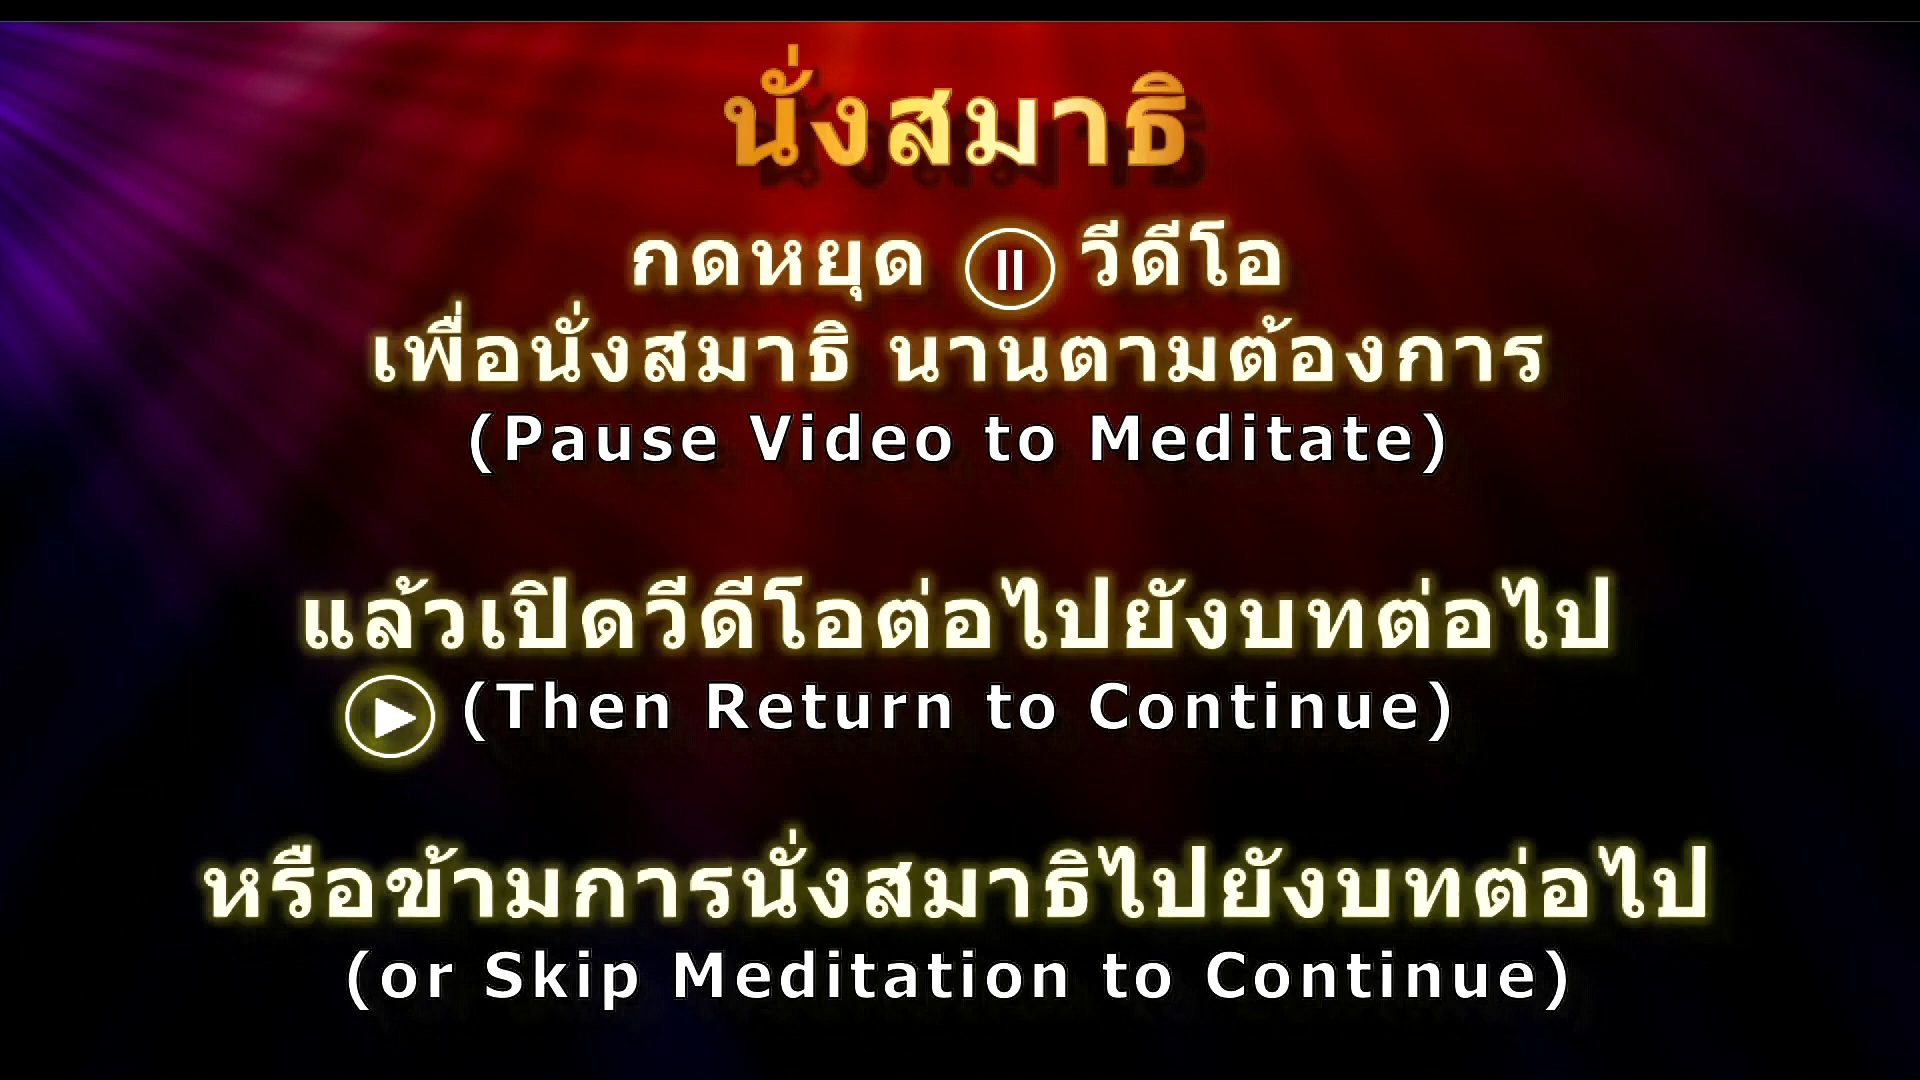 นั่งสมาธิ
กดหยุด วีดีโอ
เพื่อนั่งสมาธิ นานตามต้องการ
(Pause Video to Meditate)
แล้วเปิดวีดีโอต่อไปยังบทต่อไป
(Then Return to Continue)
หรือข้ามการนั่งสมาธิไปยังบทต่อไป
(or Skip Meditation to Continue)